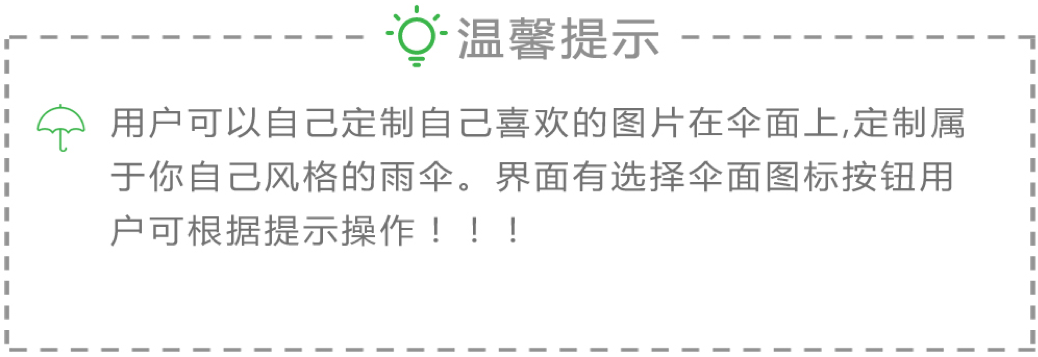 温馨提示
用户可以自己定制自己喜欢的图片在伞面上,定制属
于你自己风格的雨伞。界面有选择伞面图标按钮用
户可根据提示操作！！！